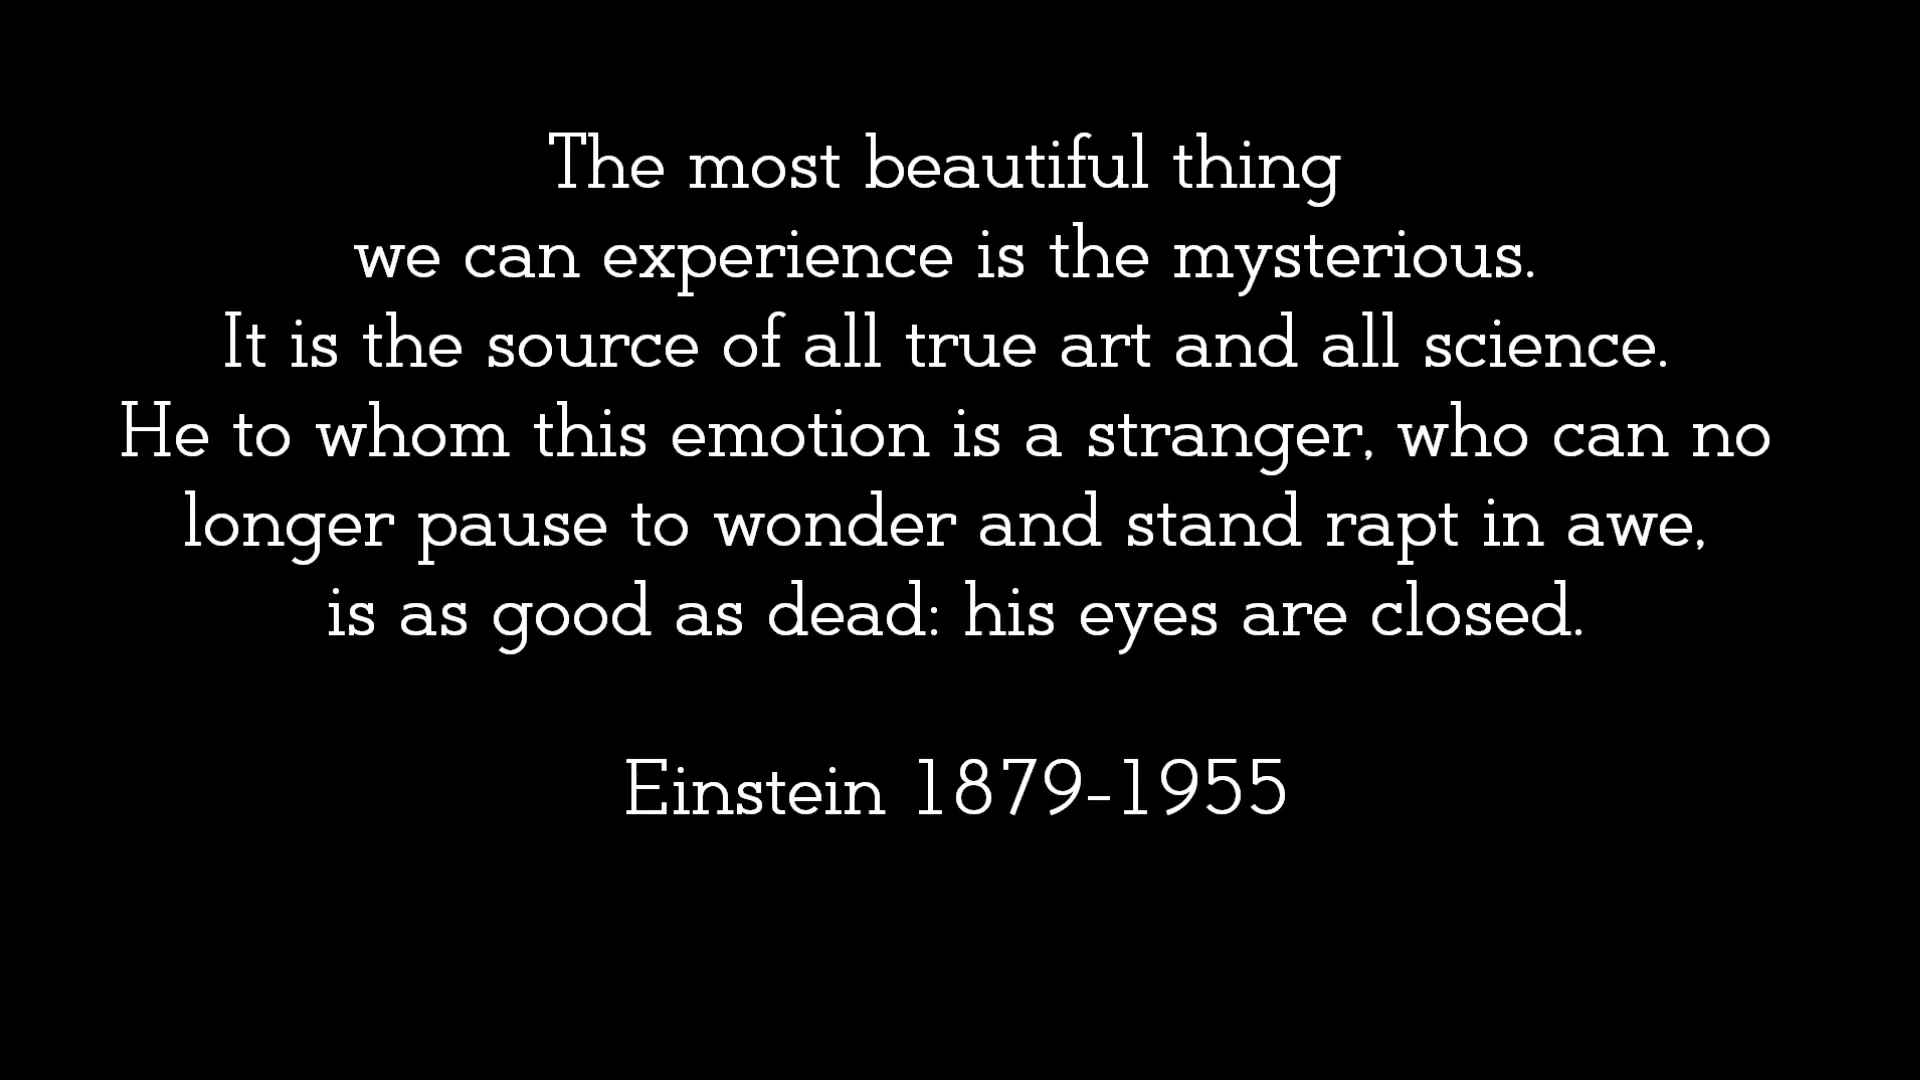 The most beautiful thing
we can experience is the mysterious.
It is the source of all true art and all science.
He to whom this emotion is a stranger, who can no
longer pause to wonder and stand rapt in awe,
is as good as dead: his eyes are closed.
Einstein 1879-1955